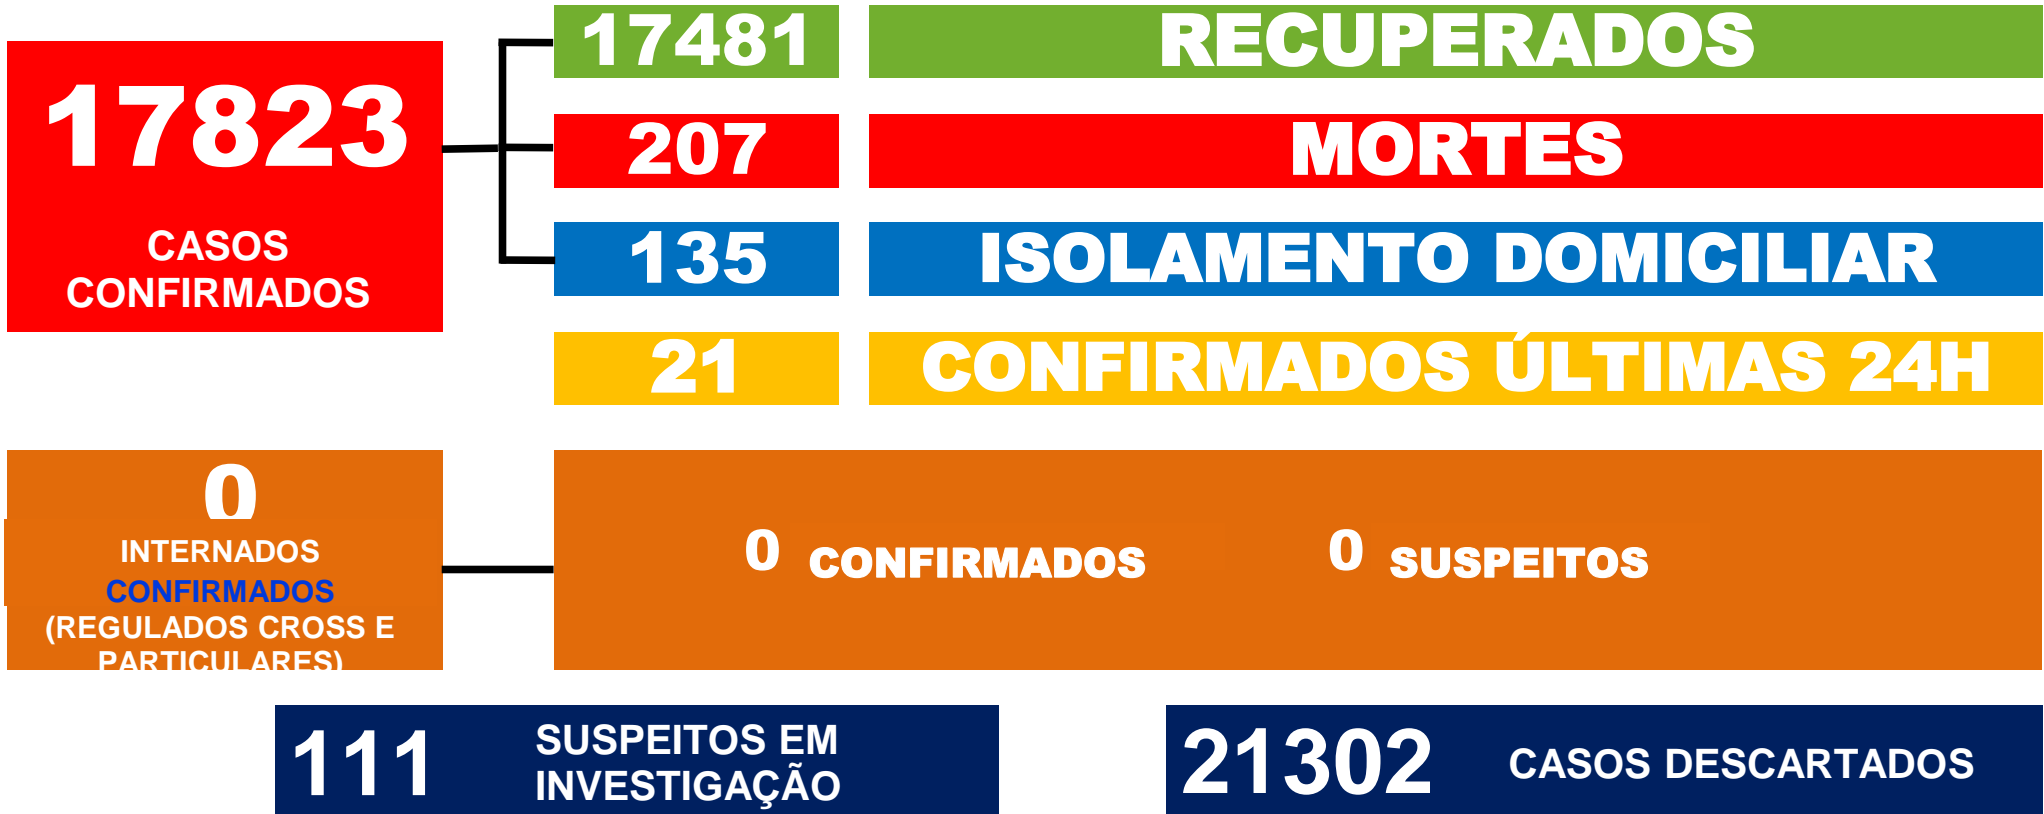 17823
CASOS
CONFIRMADOS
17481 RECUPERADOS
207 MORTES
135 ISOLAMENTO DOMICILIAR
21 CONFIRMADOS ÚLTIMAS 24H
0
INTERNADOS
CONFIRMADOS
(REGULADOS CROSS E
PARTICULARES)
0 CONFIRMADOS 0 SUSPEITOS
111 SUSPEITOS EM
INVESTIGAÇÃO
21302 CASOS DESCARTADOS